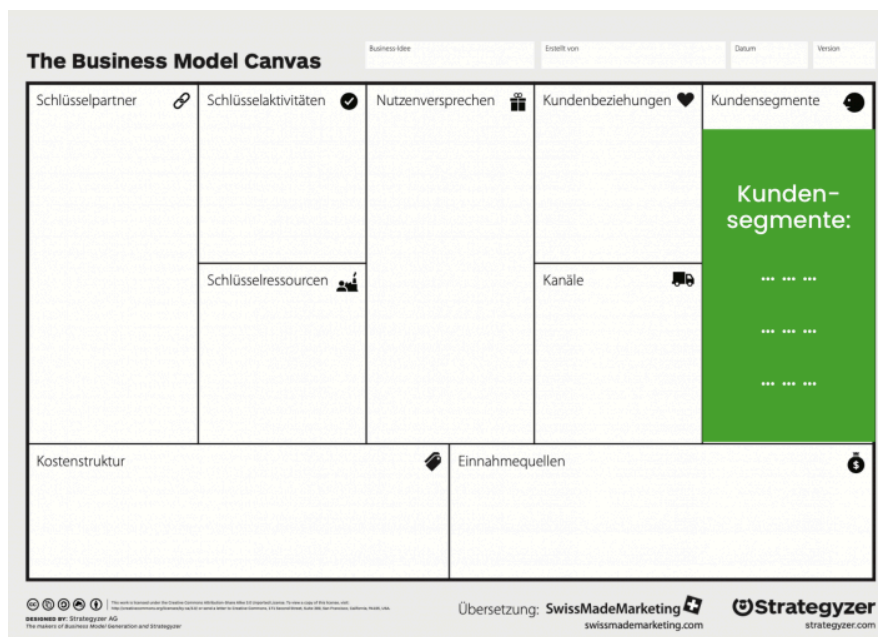 The Business Model Canvas
Business-Idee
Erstellt von
Datum
Version
Schlüsselpartner
Schlüsselaktivitäten
Nutzenversprechen
Kundenbeziehungen
Kundensegmente
Kunden-
segmente:
... ... ...
... ... ...
... ... ...
Schlüsselressourcen
Kanäle
Kostenstruktur
Einnahmequellen
DESIGNED BY: Strategyzer AG
The makers of Business Model Generation and Strategyzer
Übersetzung: SwissMadeMarketing
swissmademarketing.com
Strategyzer
strategyzer.com